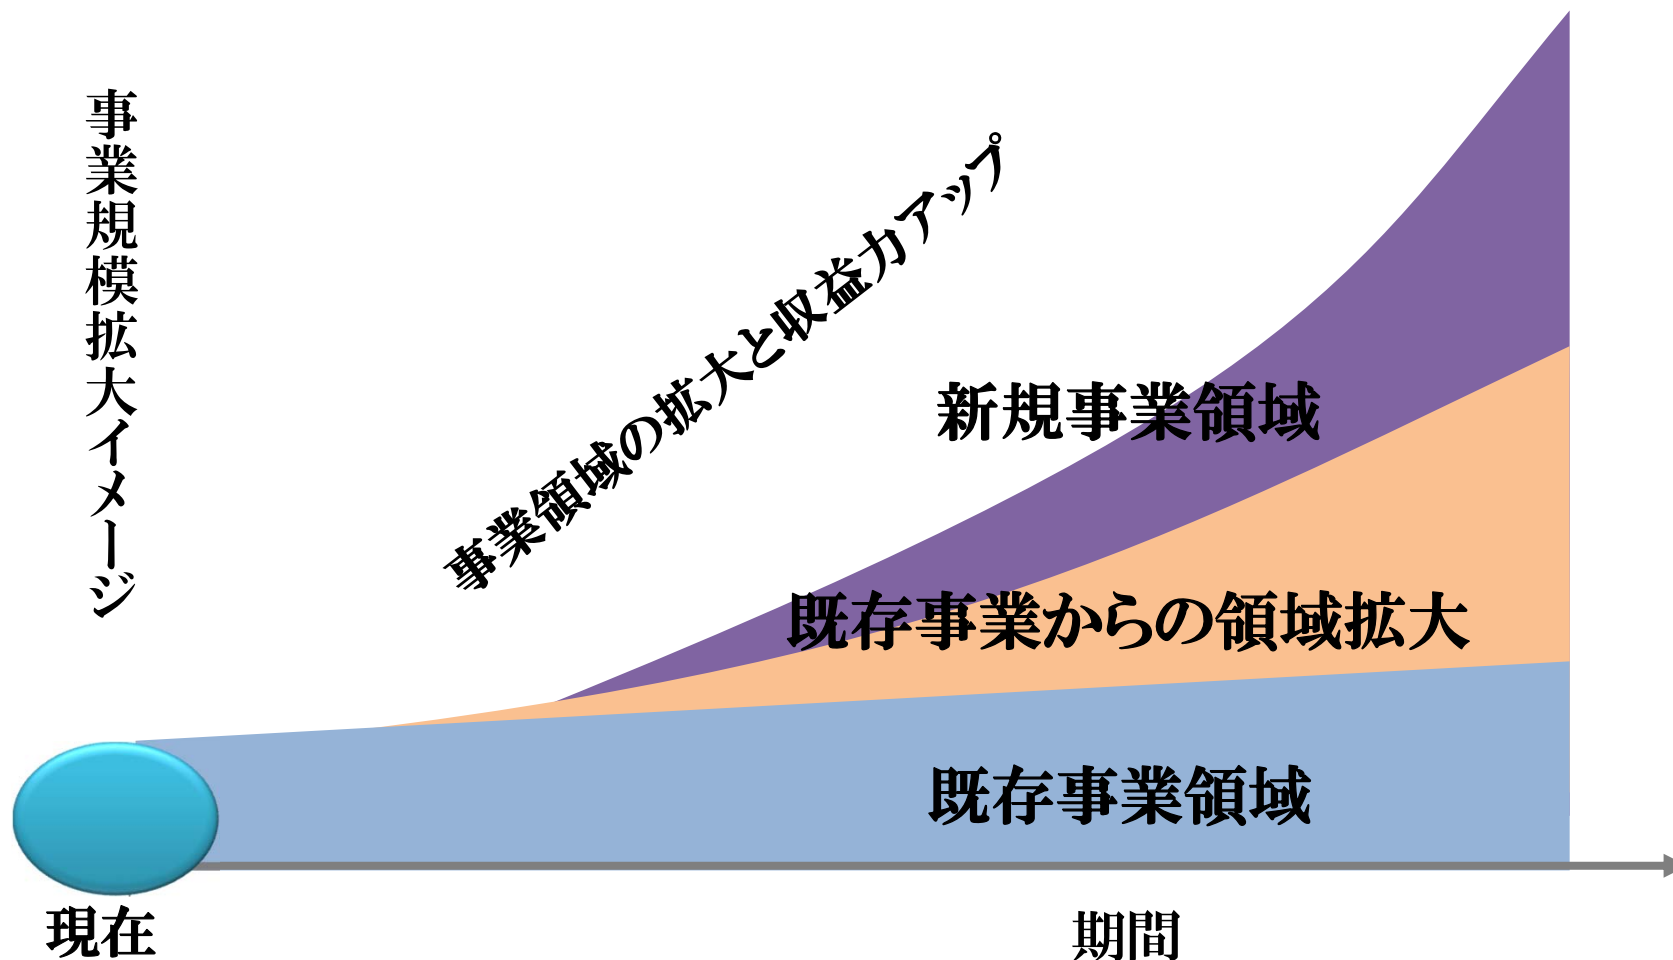 事業規模拡大イメージ
事業領域の拡大と収益力アップ
新規事業領域
既存事業からの領域拡大
既存事業領域
現在
期間